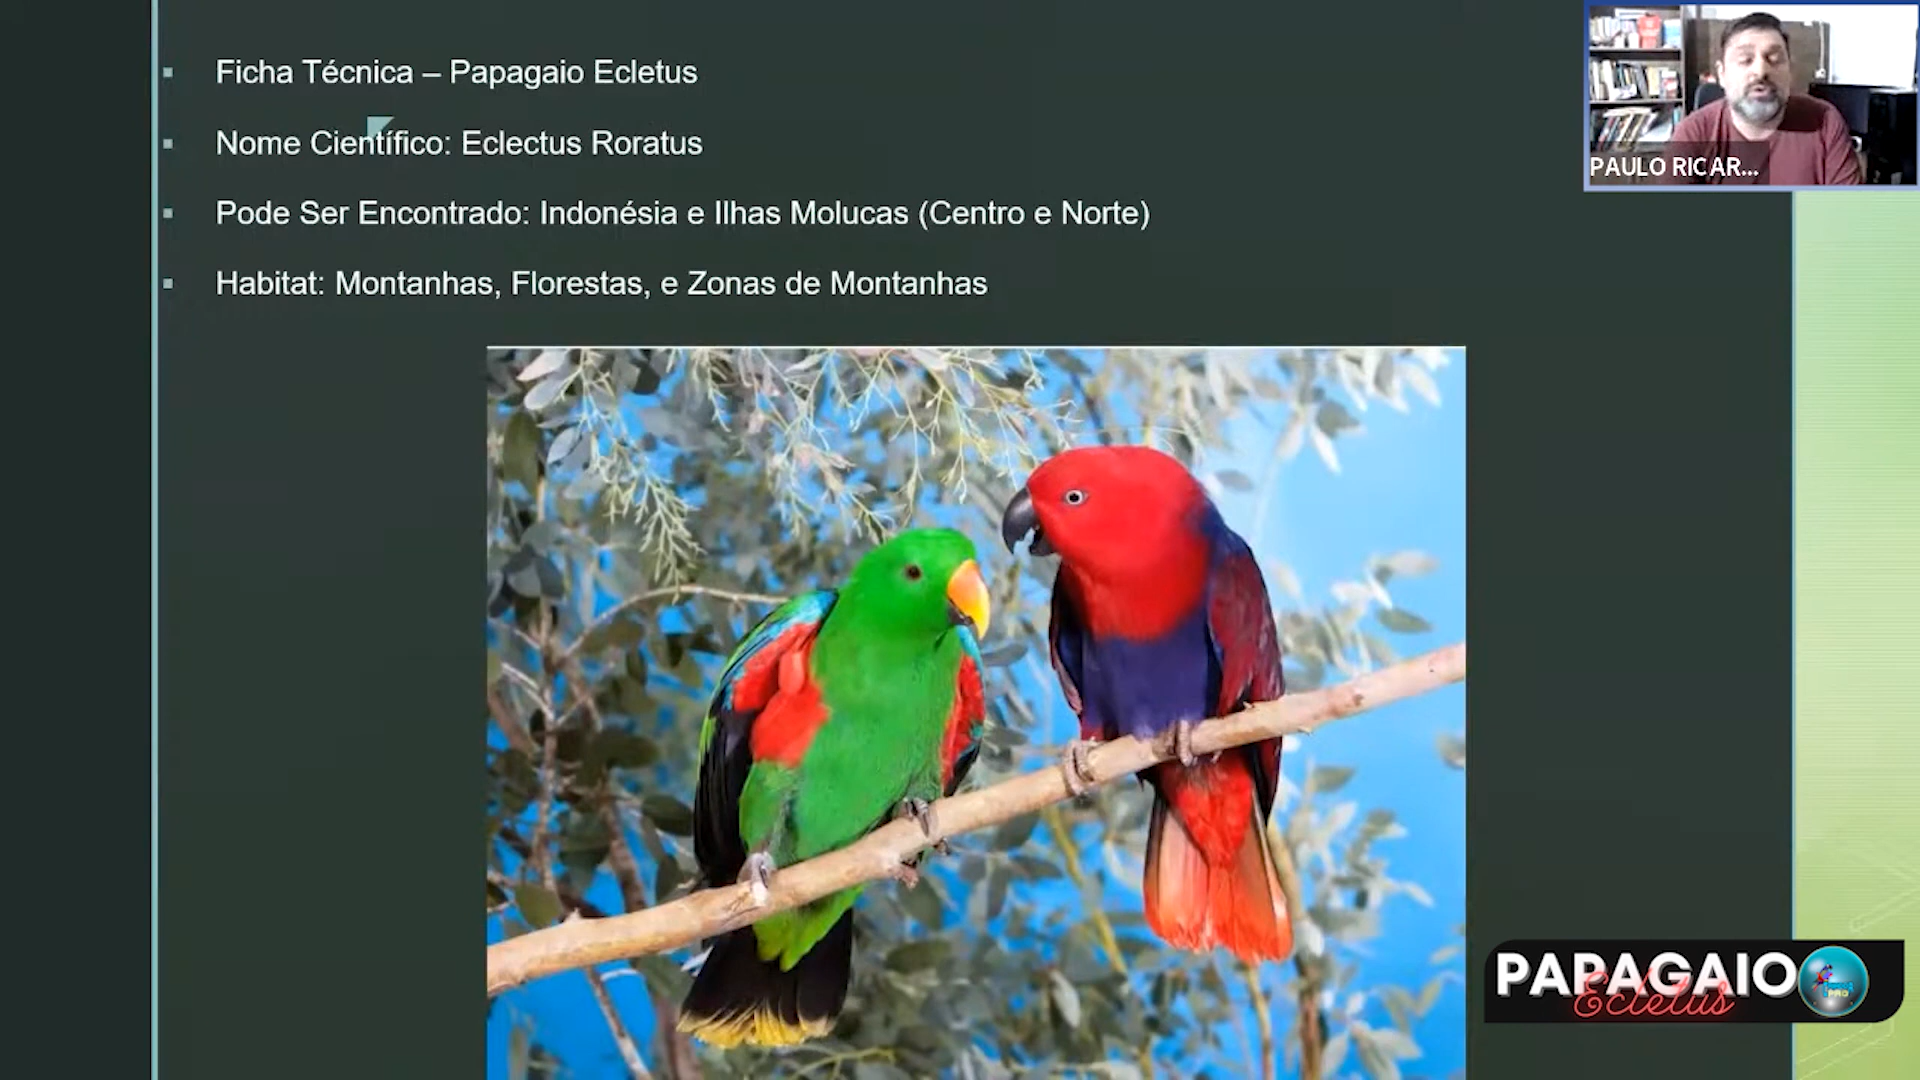 Ficha Técnica – Papagaio Ecletus
Nome Científico: Eclectus Roratus
Pode Ser Encontrado: Indonésia e Ilhas Molucas (Centro e Norte)
Habitat: Montanhas, Florestas, e Zonas de Montanhas
PAULO RICAR...
PAPAGAIO
Ecletus
PRO